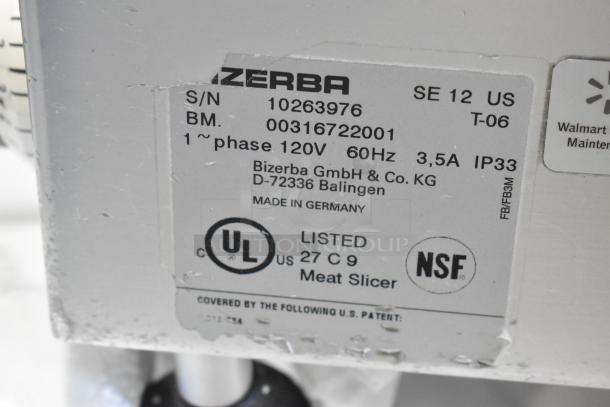 IZERBA SE 12 US
S/N 10263976 T-06
BM. 00316722001
1 ~ phase 120V 60Hz 3,5A IP33
Bizerba GmbH & Co. KG
D-72336 Balingen
MADE IN GERMANY
FB/FB3M
C UL US
LISTED
27 C 9
Meat Slicer
NSF
COVERED BY THE FOLLOWING U.S. PATENT:
Walmart
Mainten